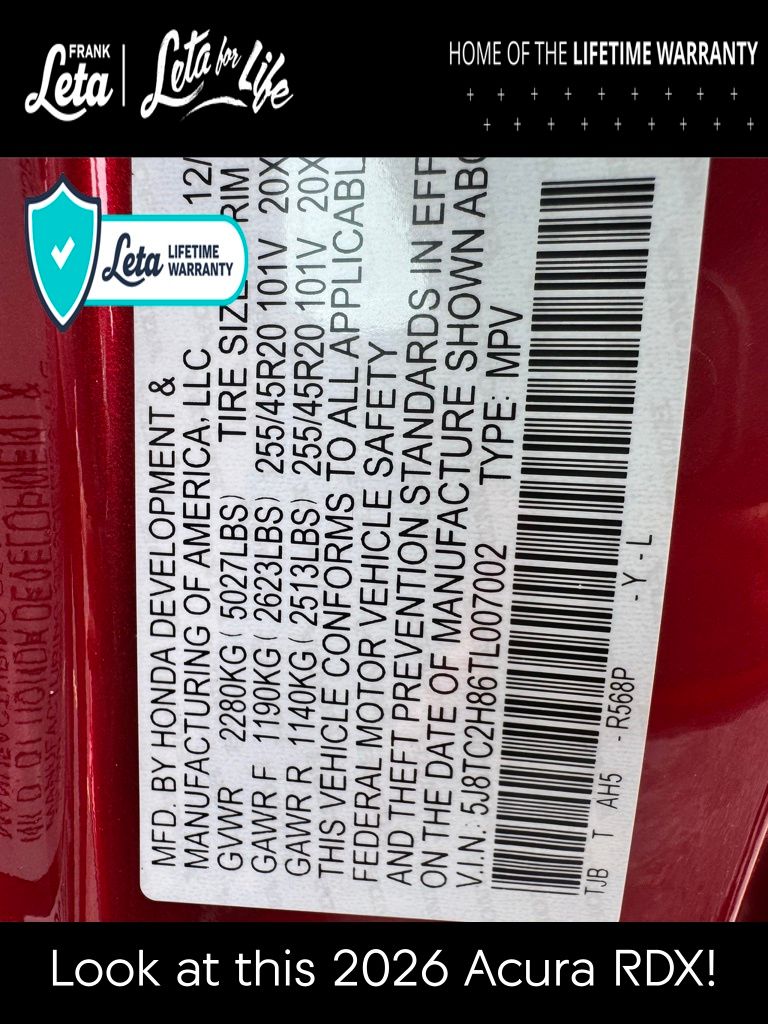 FRANK
Leta
Leta for Life
HOME OF THE LIFETIME WARRANTY
Leta LIFETIME
WARRANTY
MFD. BY HONDA DEVELOPMENT &
MANUFACTURING OF AMERICA, LLC 12/
GVWR 2280KG ( 5027LBS) TIRE SIZE RIM
GAWR F 1190KG ( 2623LBS) 255/45R20 101V 20X
GAWR R 1140KG ( 2513LBS) 255/45R20 101V 20X
THIS VEHICLE CONFORMS TO ALL APPLICABL
FEDERAL MOTOR VEHICLE SAFETY
AND THEFT PREVENTION STANDARDS IN EFF
ON THE DATE OF MANUFACTURE SHOWN ABO
V.I.N.: 5J8TC2H86TL007002 TYPE: MPV
TJB T AH5 - R568P - Y - L
Look at this 2026 Acura RDX!